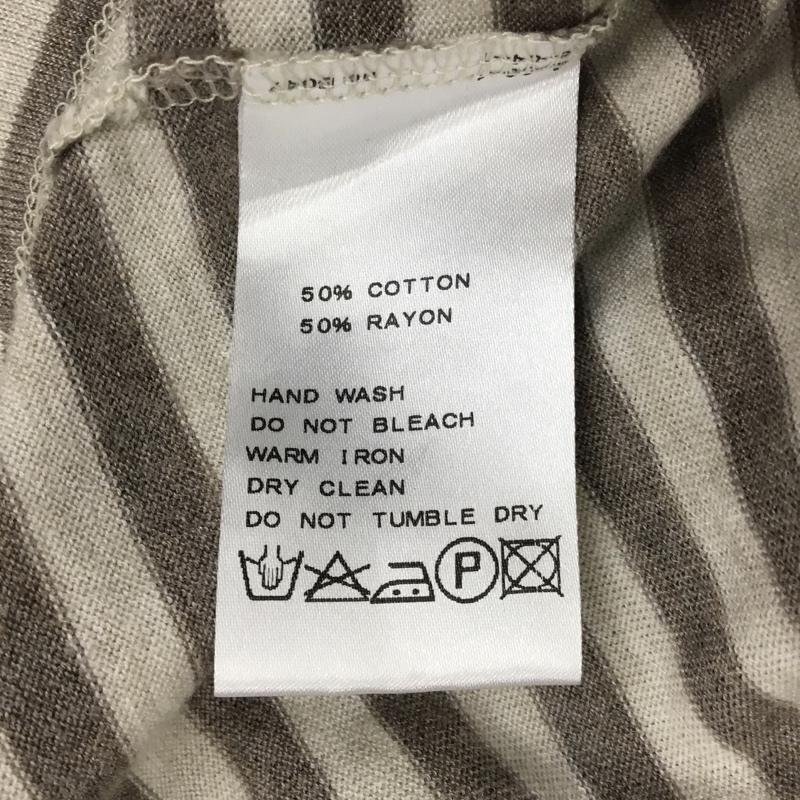 50% COTTON
50% RAYON
HAND WASH
DO NOT BLEACH
WARM IRON
DRY CLEAN
DO NOT TUMBLE DRY
P